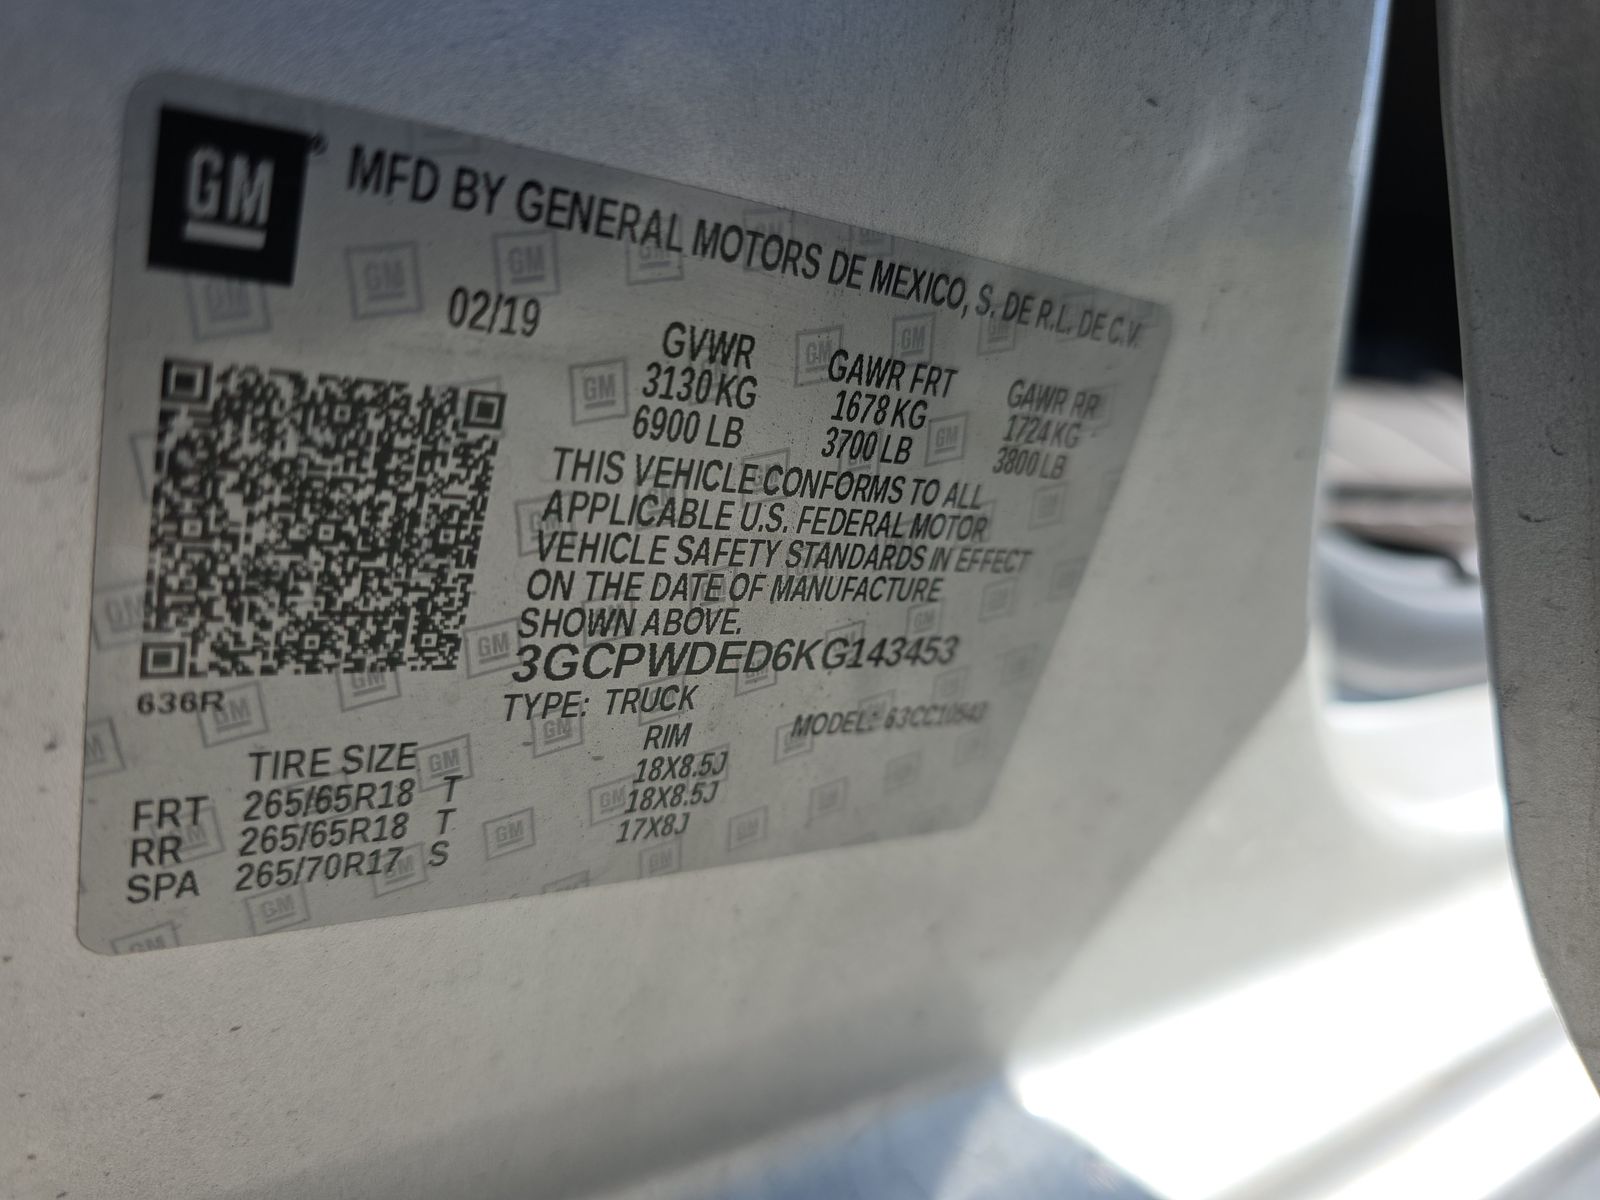 GM
MFD BY GENERAL MOTORS DE MEXICO, S. DE R.L. DE C.V.
02/19
GVWR GAWR FRT GAWR RR
3130 KG 1678 KG 1724 KG
6900 LB 3700 LB 3800 LB
THIS VEHICLE CONFORMS TO ALL
APPLICABLE U.S. FEDERAL MOTOR
VEHICLE SAFETY STANDARDS IN EFFECT
ON THE DATE OF MANUFACTURE
SHOWN ABOVE.
3GCPWDED6KG143453
636R
TYPE: TRUCK
MODEL: 63CC10543
TIRE SIZE RIM
FRT 265/65R18 T 18X8.5J
RR 265/65R18 T 18X8.5J
SPA 265/70R17 S 17X8J